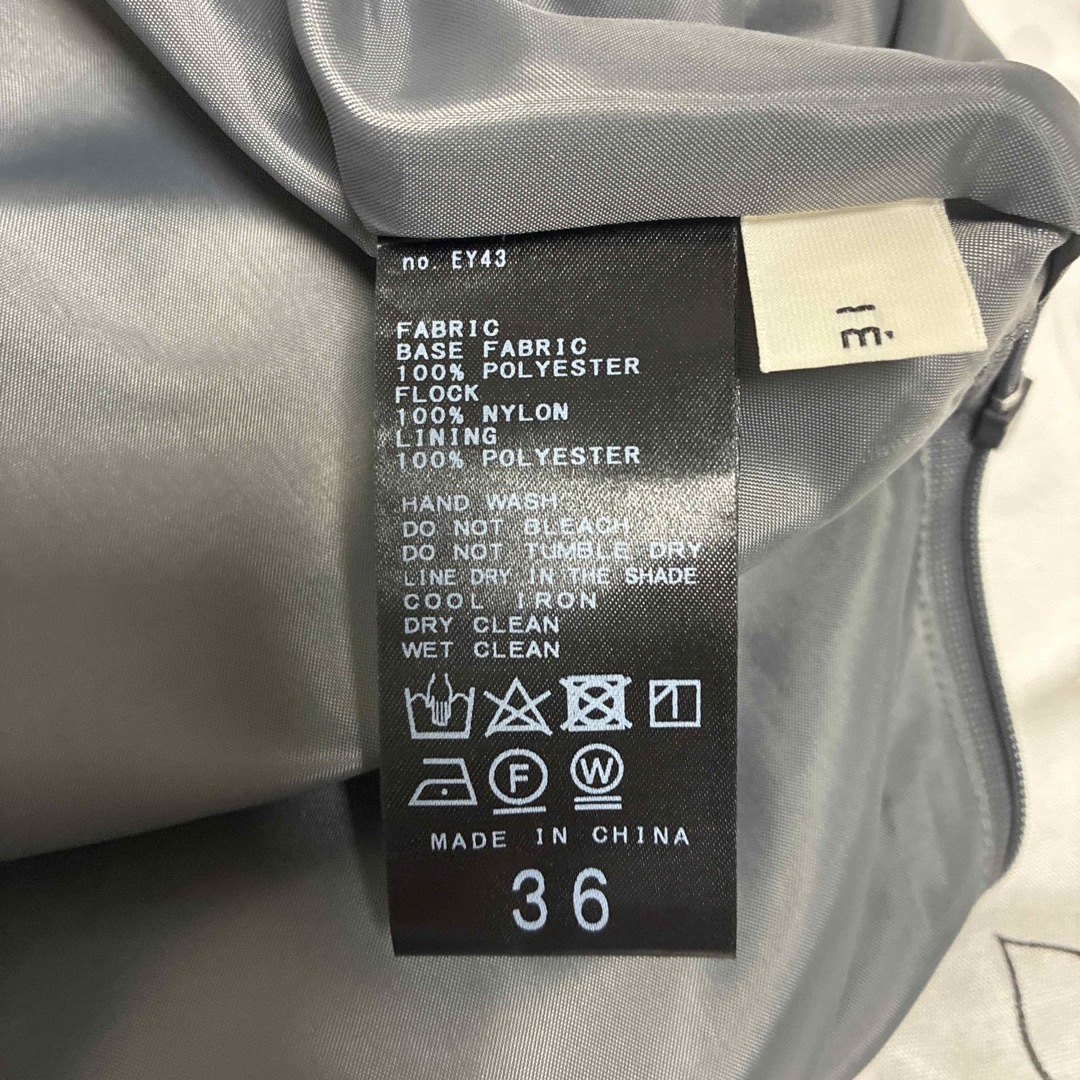 no. EY43
FABRIC
BASE FABRIC
100% POLYESTER
FLOCK
100% NYLON
LINING
100% POLYESTER
HAND WASH
DO NOT BLEACH
DO NOT TUMBLE DRY
LINE DRY IN THE SHADE
COOL IRON
DRY CLEAN
WET CLEAN
F W
MADE IN CHINA
36